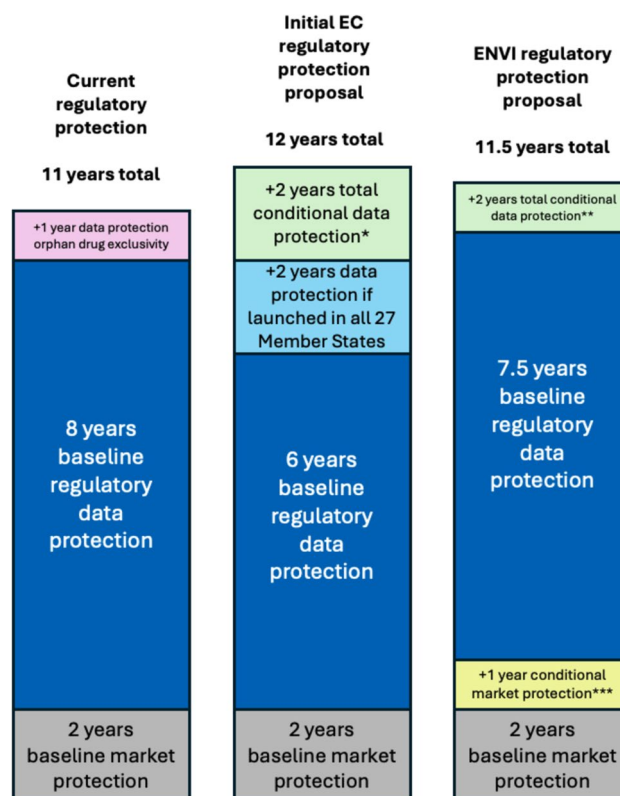 Current
regulatory
protection
11 years total
+1 year data protection
orphan drug exclusivity
8 years
baseline
regulatory
data
protection
2 years
baseline market
protection
Initial EC
regulatory
protection
proposal
12 years total
+2 years total
conditional data
protection*
+2 years data
protection if
launched in all 27
Member States
6 years
baseline
regulatory
data
protection
2 years
baseline market
protection
ENVI regulatory
protection
proposal
11.5 years total
+2 years total conditional
data protection**
7.5 years
baseline
regulatory
data
protection
+1 year conditional
market protection***
2 years
baseline market
protection